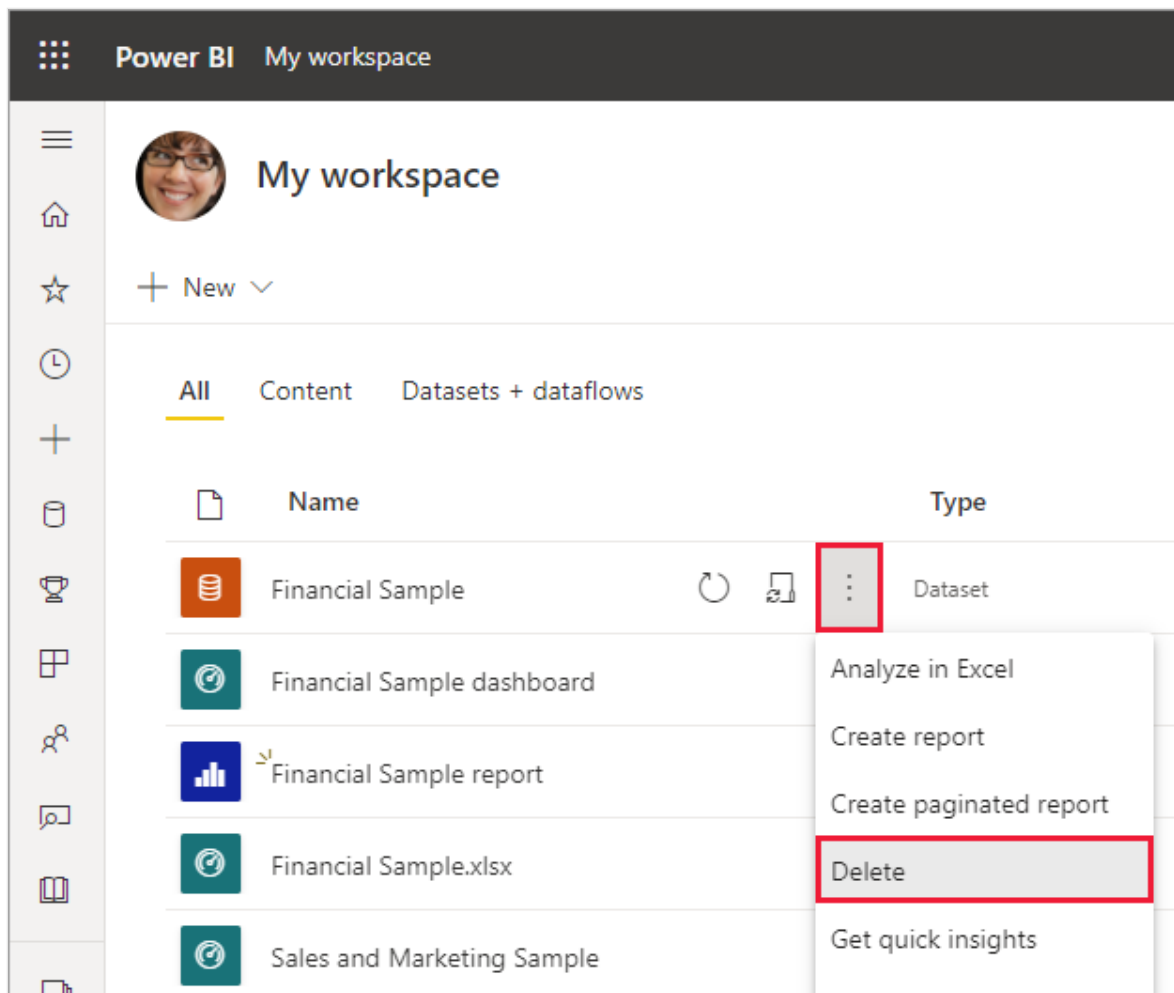 Power BI My workspace
My workspace
New
All Content Datasets + dataflows
Name Type
Financial Sample Dataset
Analyze in Excel
Financial Sample dashboard
Create report
Financial Sample report
Create paginated report
Financial Sample.xlsx
Delete
Get quick insights
Sales and Marketing Sample